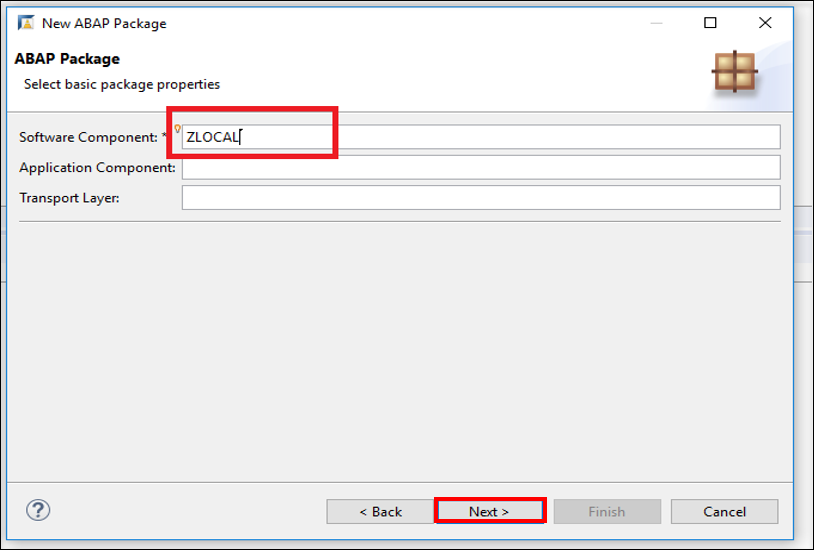 New ABAP Package
ABAP Package
Select basic package properties
Software Component: * ZLOCAL
Application Component:
Transport Layer:
? < Back Next > Finish Cancel